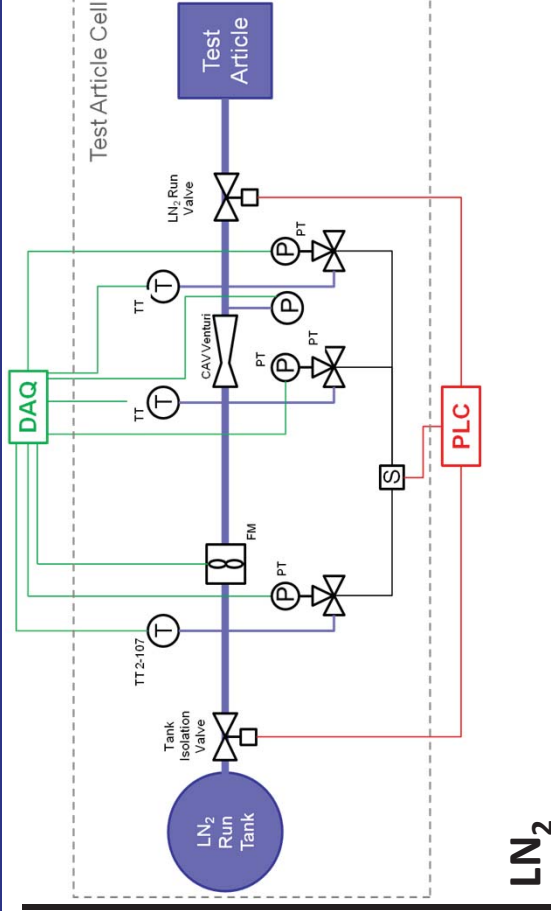 Test Article Cell
Test
Article
LN₂ Run
Valve
PT
P
TT
T
P
CAV Venturi
PT
P
PT
TT
T
DAQ
S
PLC
FM
PT
P
TT 2-107
T
Tank
Isolation
Valve
LN₂
Run
Tank
LN₂